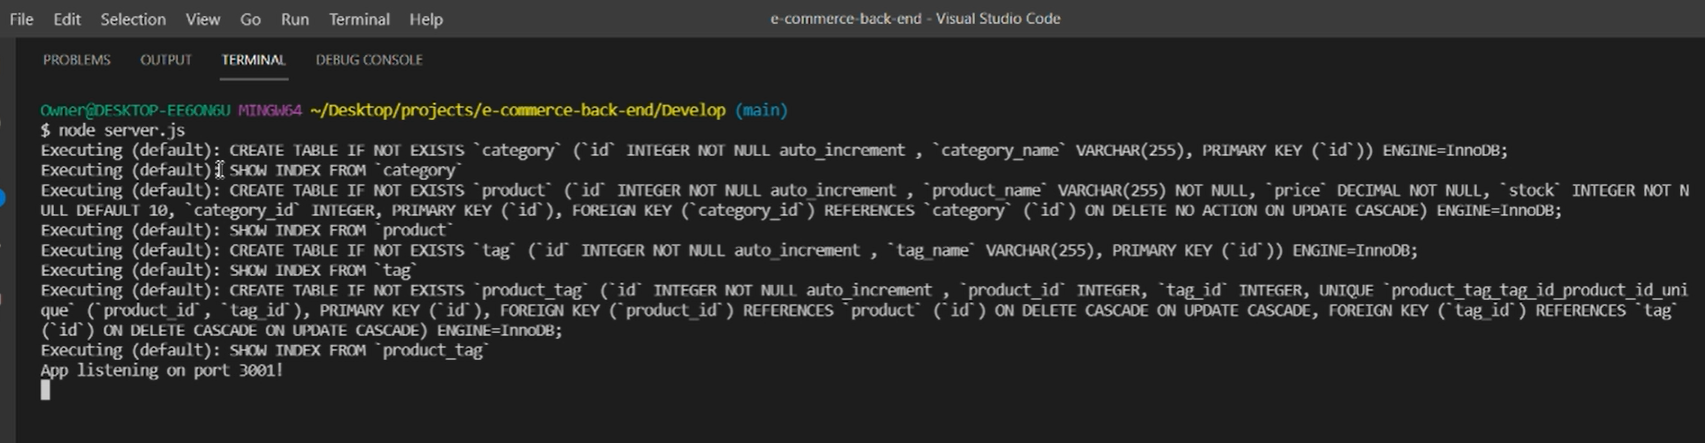 File Edit Selection View Go Run Terminal Help e-commerce-back-end - Visual Studio Code
PROBLEMS OUTPUT TERMINAL DEBUG CONSOLE
Owner@DESKTOP-EE6ON6U MINGW64 ~/Desktop/projects/e-commerce-back-end/Develop (main)
$ node server.js
Executing (default): CREATE TABLE IF NOT EXISTS `category` (`id` INTEGER NOT NULL auto_increment , `category_name` VARCHAR(255), PRIMARY KEY (`id`)) ENGINE=InnoDB;
Executing (default): SHOW INDEX FROM `category`
Executing (default): CREATE TABLE IF NOT EXISTS `product` (`id` INTEGER NOT NULL auto_increment , `product_name` VARCHAR(255) NOT NULL, `price` DECIMAL NOT NULL, `stock` INTEGER NOT N
ULL DEFAULT 10, `category_id` INTEGER, PRIMARY KEY (`id`), FOREIGN KEY (`category_id`) REFERENCES `category` (`id`) ON DELETE NO ACTION ON UPDATE CASCADE) ENGINE=InnoDB;
Executing (default): SHOW INDEX FROM `product`
Executing (default): CREATE TABLE IF NOT EXISTS `tag` (`id` INTEGER NOT NULL auto_increment , `tag_name` VARCHAR(255), PRIMARY KEY (`id`)) ENGINE=InnoDB;
Executing (default): SHOW INDEX FROM `tag`
Executing (default): CREATE TABLE IF NOT EXISTS `product_tag` (`id` INTEGER NOT NULL auto_increment , `product_id` INTEGER, `tag_id` INTEGER, UNIQUE `product_tag_tag_id_product_id_uni
que` (`product_id`, `tag_id`), PRIMARY KEY (`id`), FOREIGN KEY (`product_id`) REFERENCES `product` (`id`) ON DELETE CASCADE ON UPDATE CASCADE, FOREIGN KEY (`tag_id`) REFERENCES `tag`
(`id`) ON DELETE CASCADE ON UPDATE CASCADE) ENGINE=InnoDB;
Executing (default): SHOW INDEX FROM `product_tag`
App listening on port 3001!